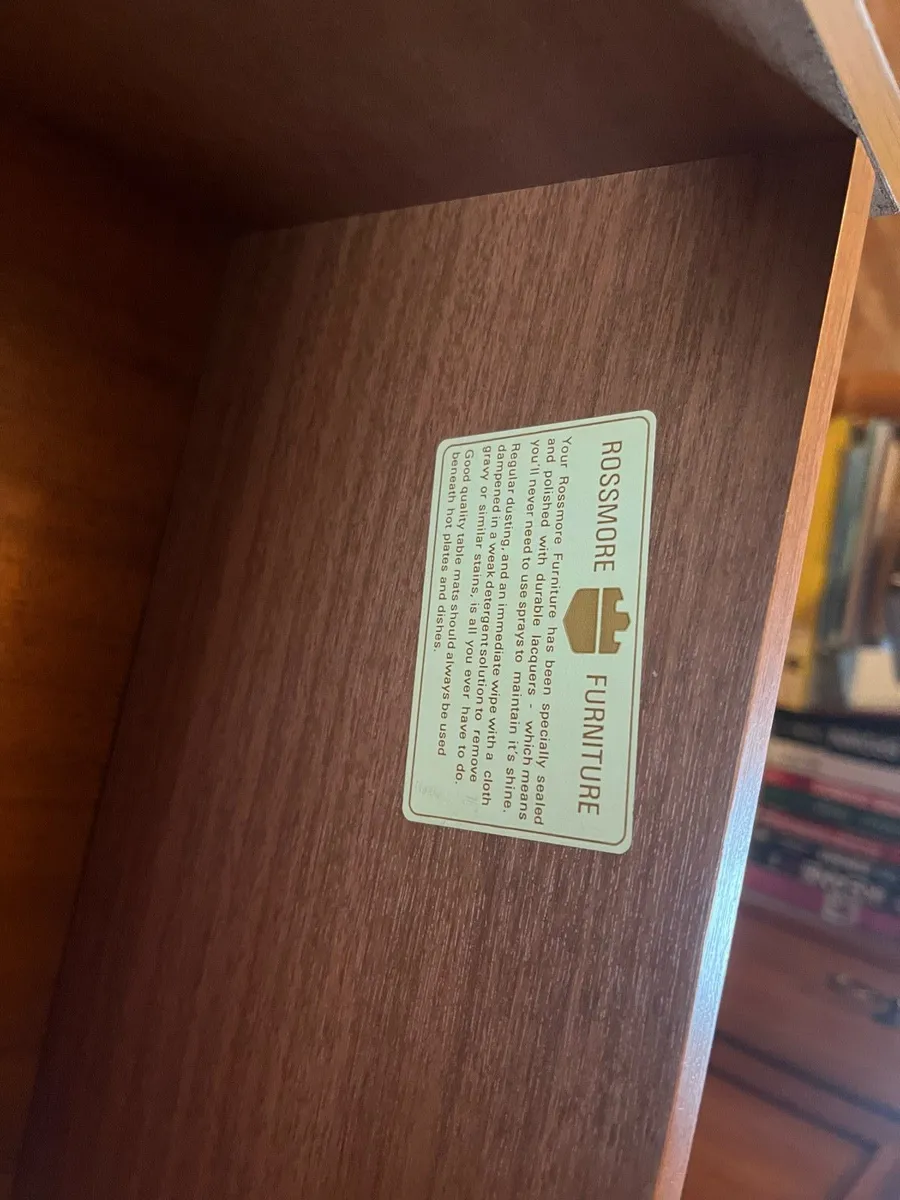 ROSSMORE FURNITURE
Your Rossmore Furniture has been specially sealed
and polished with durable lacquers - which means
you'll never need to use sprays to maintain it's shine.
Regular dusting, and an immediate wipe with a cloth
dampened in a weak detergent solution to remove
gravy or similar stains, is all you ever have to do.
Good quality table mats should always be used
beneath hot plates and dishes.